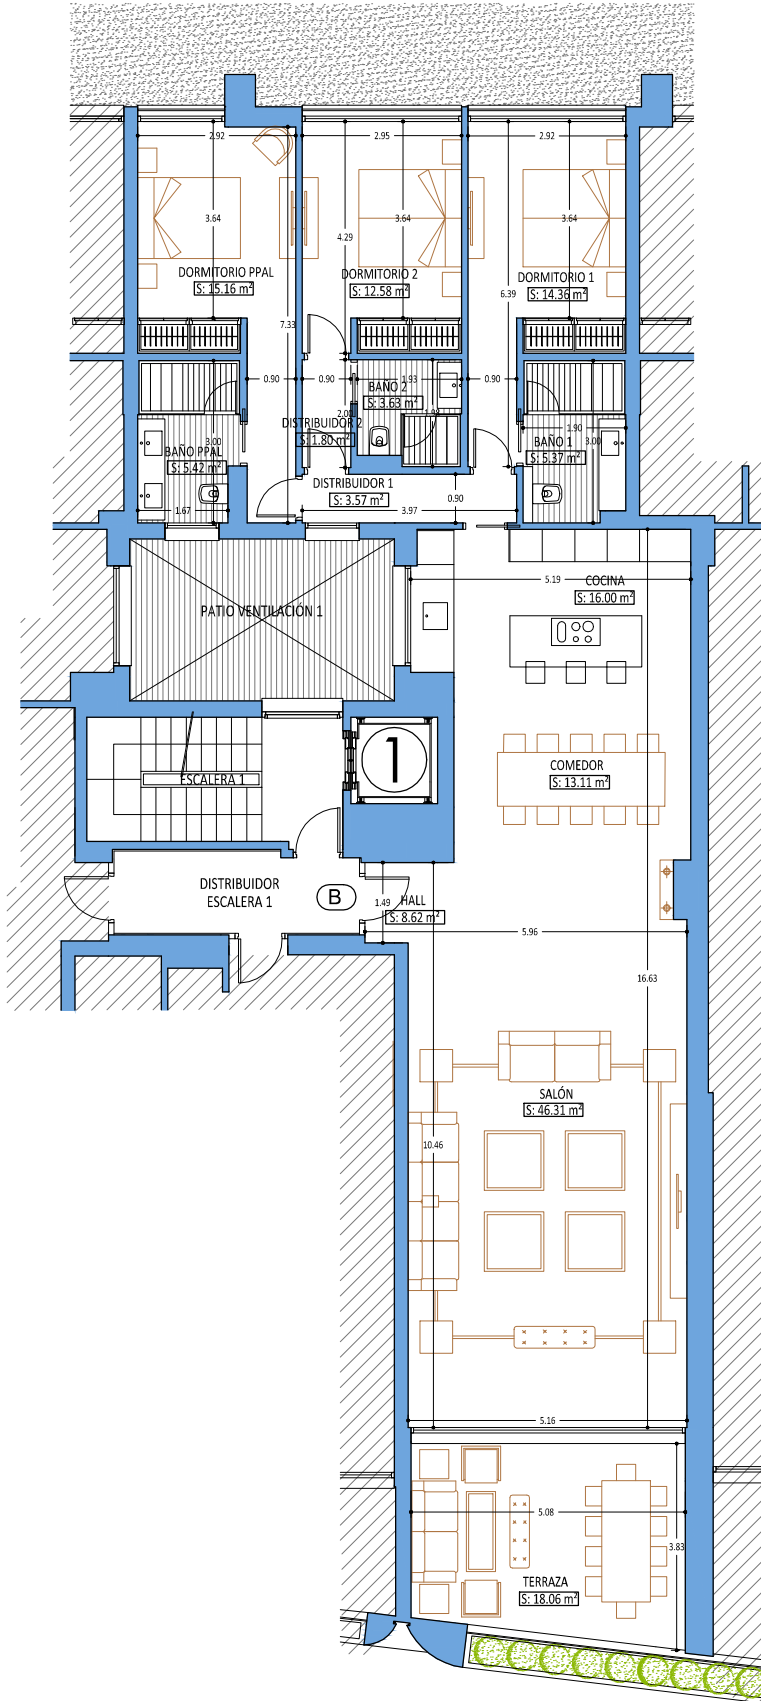 2.92
2.95
2.92
3.64
3.64
3.64
4.29
DORMITORIO PPAL
S: 15.16 m²
DORMITORIO 2
S: 12.58 m²
DORMITORIO 1
S: 14.36 m²
6.39
7.33
0.90
0.90
1.93
0.90
BAÑO 2
S: 3.63 m²
2.00
1.98
DISTRIBUIDOR 2
S: 1.80 m²
1.90
BAÑO PPAL
S: 5.42 m²
3.00
BAÑO 1
S: 5.37 m²
3.00
DISTRIBUIDOR 1
S: 3.57 m²
0.90
1.67
3.97
COCINA
S: 16.00 m²
5.19
PATIO VENTILACIÓN 1
1
ESCALERA 1
COMEDOR
S: 13.11 m²
DISTRIBUIDOR
ESCALERA 1
B
1.49
HALL
S: 8.62 m²
5.96
16.63
SALÓN
S: 46.31 m²
10.46
5.16
5.08
3.83
TERRAZA
S: 18.06 m²